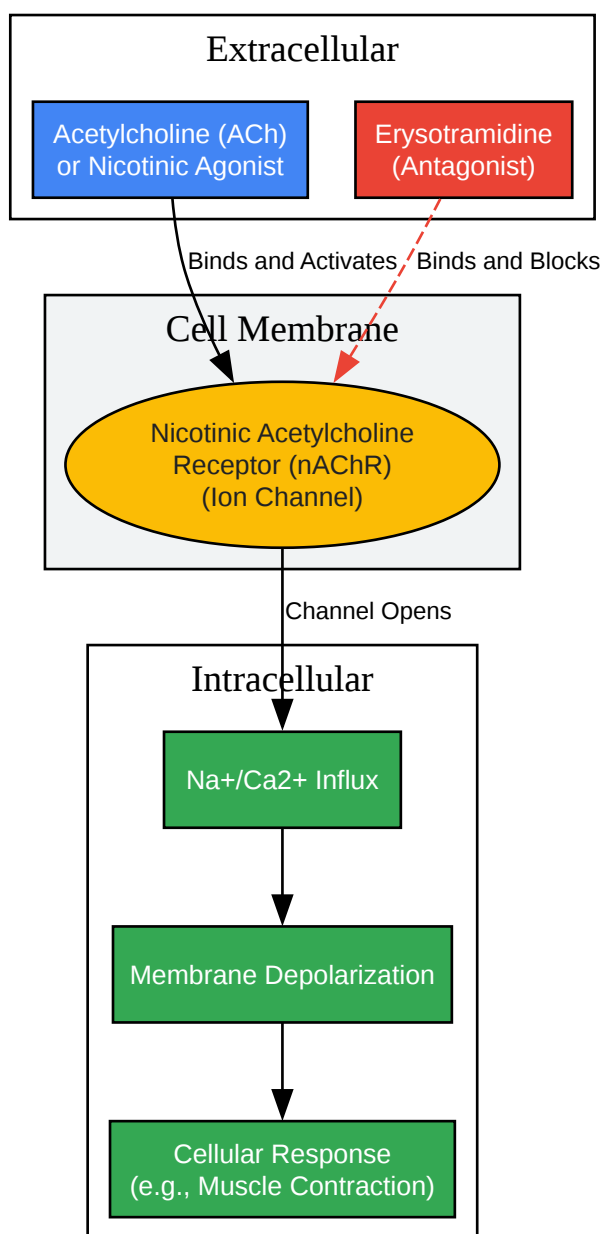 Extracellular
Acetylcholine (ACh)
or Nicotinic Agonist
Erysotramidine
(Antagonist)
Binds and Activates
Binds and Blocks
Cell Membrane
Nicotinic Acetylcholine
Receptor (nAChR)
(Ion Channel)
Channel Opens
Intracellular
Na+/Ca2+ Influx
Membrane Depolarization
Cellular Response
(e.g., Muscle Contraction)